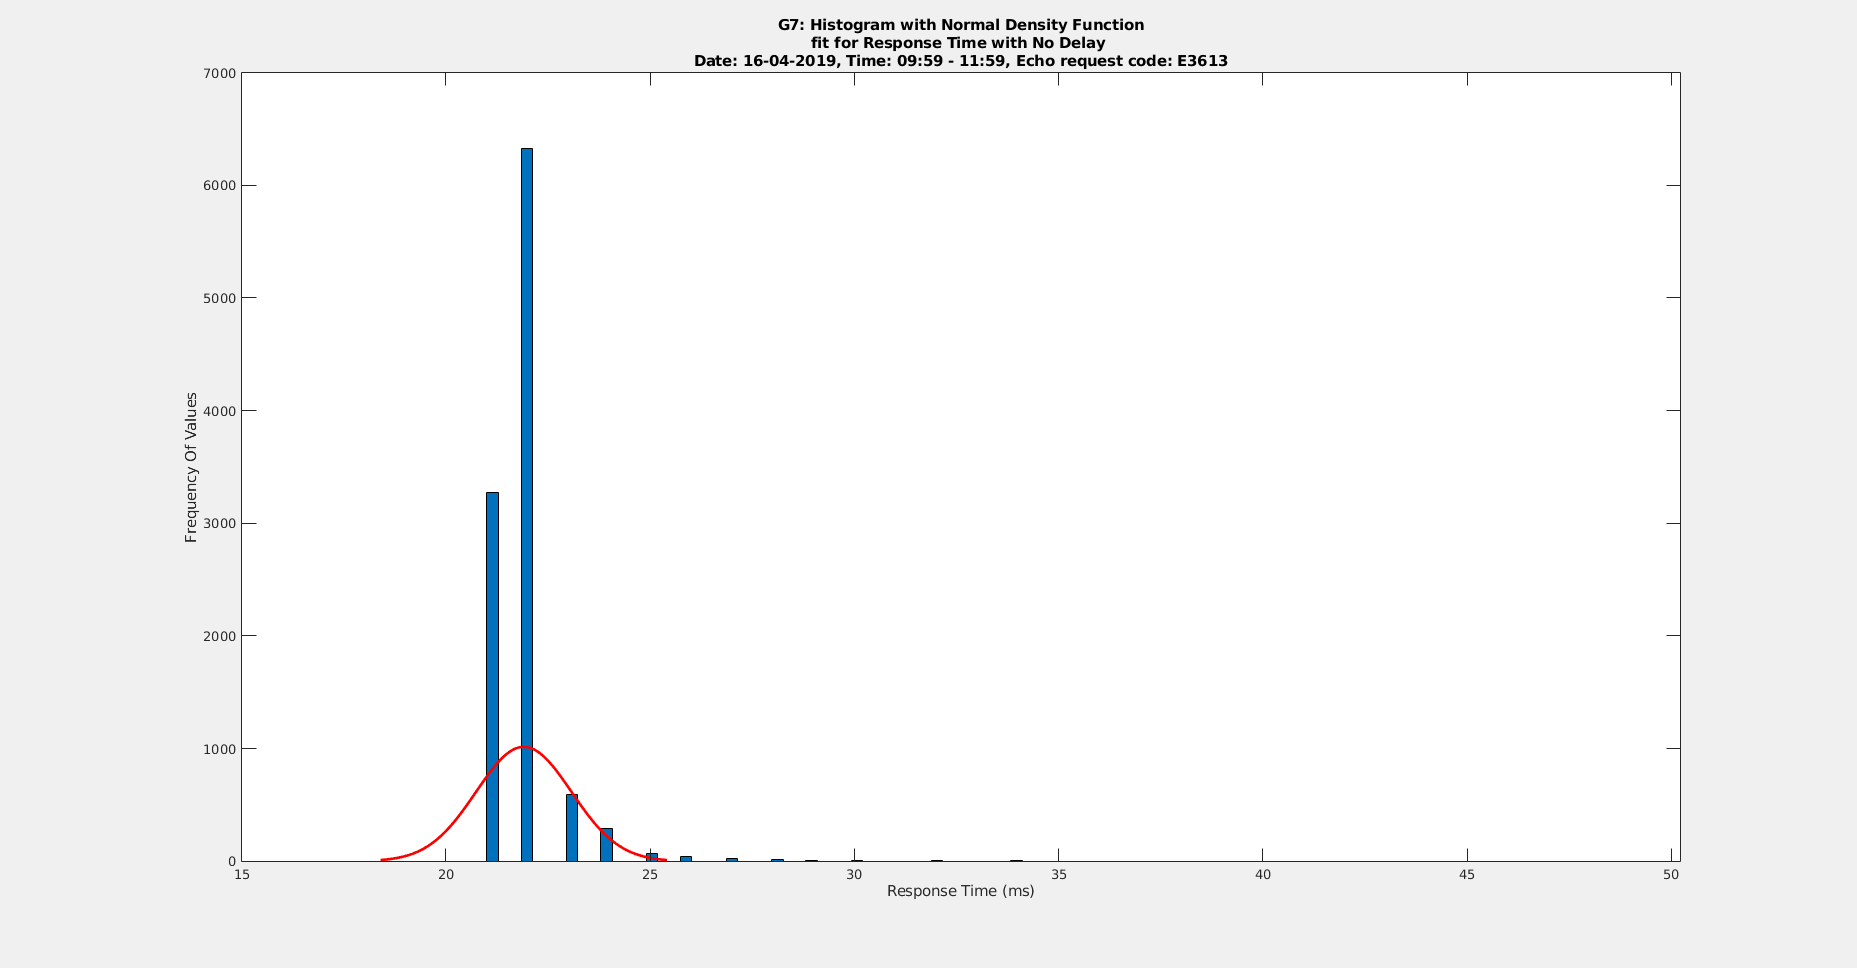 G7: Histogram with Normal Density Function
fit for Response Time with No Delay
Date: 16-04-2019, Time: 09:59 - 11:59, Echo request code: E3613
7000
6000
5000
4000
3000
2000
1000
0
Frequency Of Values
15 20 25 30 35 40 45 50
Response Time (ms)